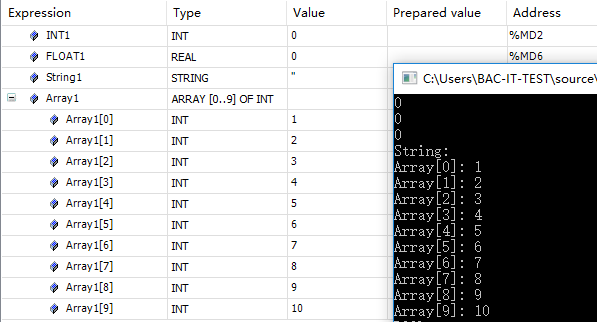 Expression Type Value Prepared value Address
INT1 INT 0 %MD2
FLOAT1 REAL 0 %MD6
String1 STRING ''
Array1 ARRAY [0..9] OF INT
Array1[0] INT 1
Array1[1] INT 2
Array1[2] INT 3
Array1[3] INT 4
Array1[4] INT 5
Array1[5] INT 6
Array1[6] INT 7
Array1[7] INT 8
Array1[8] INT 9
Array1[9] INT 10
C:\Users\BAC-IT-TEST\source\
0
0
0
String:
Array[0]: 1
Array[1]: 2
Array[2]: 3
Array[3]: 4
Array[4]: 5
Array[5]: 6
Array[6]: 7
Array[7]: 8
Array[8]: 9
Array[9]: 10